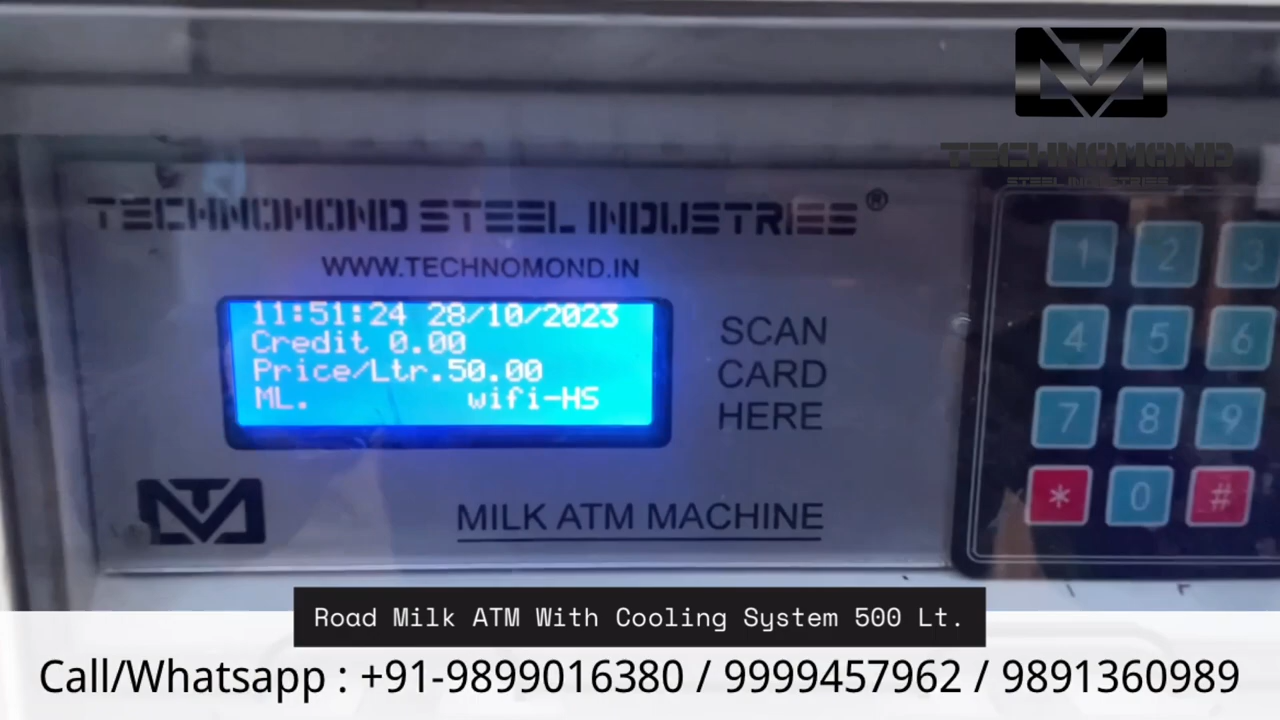 TECHNOMOND
STEEL INDUSTRIES
TECHNOMOND STEEL INDUSTRIES®
WWW.TECHNOMOND.IN
11:51:24 28/10/2023
Credit 0.00
Price/Ltr.50.00
ML. wifi-HS
SCAN
CARD
HERE
MILK ATM MACHINE
1 2 3
4 5 6
7 8 9
* 0 #
Road Milk ATM With Cooling System 500 Lt.
Call/Whatsapp : +91-9899016380 / 9999457962 / 9891360989